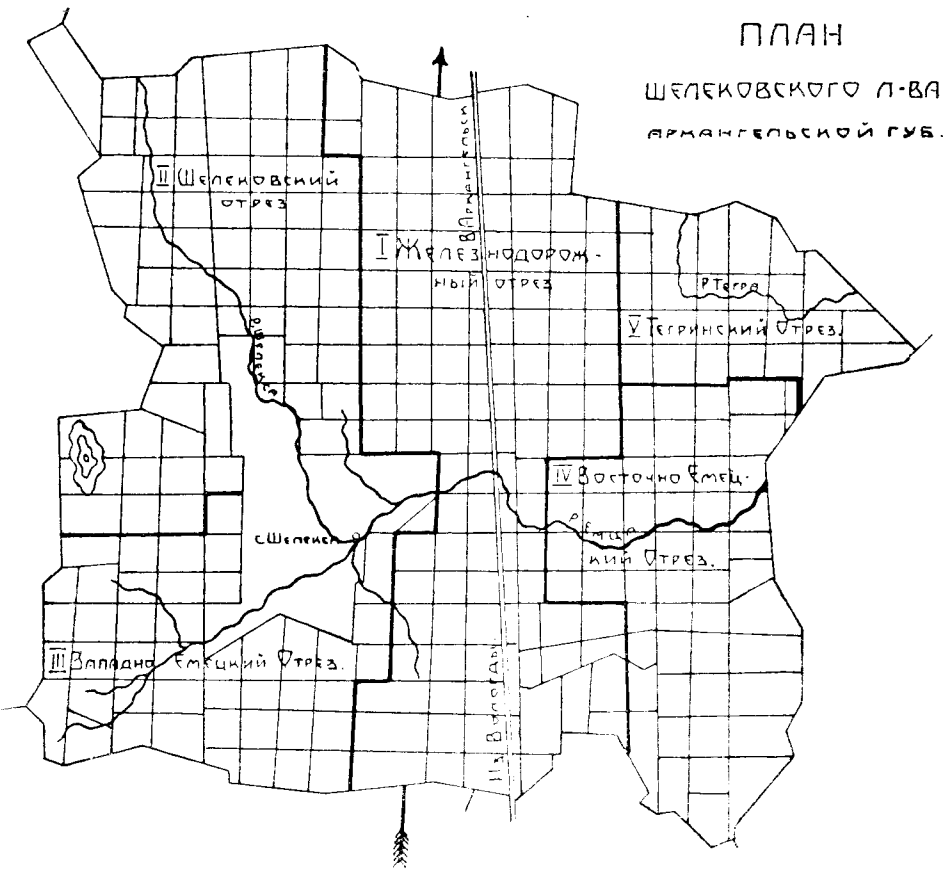 ПЛАН
ШЕЛЕКОВСКОГО Л-ВА
АРХАНГЕЛЬСКОЙ ГУБ.
II ШЕЛЕКОВСКИЙ
ОТРЕЗ
В АРХАНГЕЛЬСК
I ЖЕЛЕЗНОДОРОЖ-
НЫЙ ОТРЕЗ
Р. ТЕГРА
V ТЕГРИНСКИЙ ОТРЕЗ.
IV ВОСТОЧНО ЕМЕЦ-
Р. ЕМЦА
КИЙ ОТРЕЗ.
С. ШЕЛЕКСА
III ЗАПАДНО ЕМЕЦКИЙ ОТРЕЗ.
Из ВОЛОГДЫ